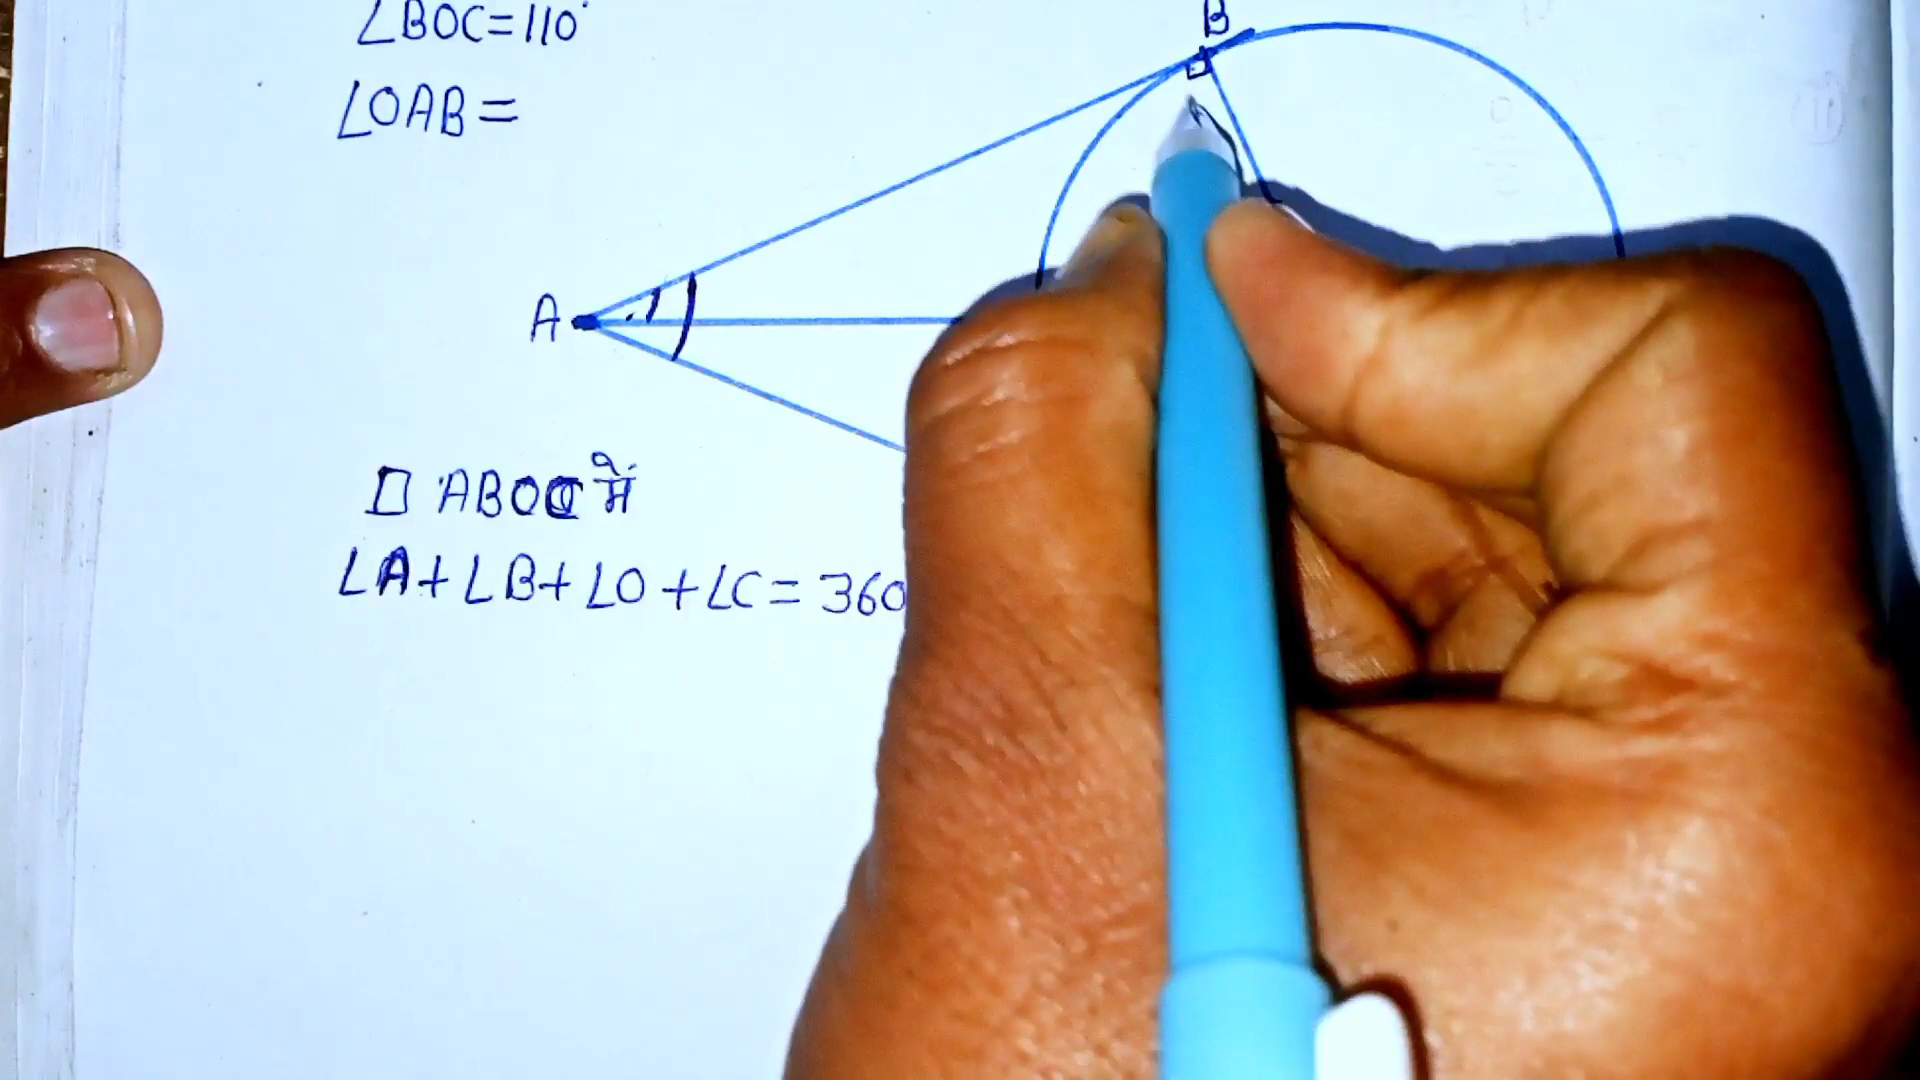 ∠BOC=110°
B
∠OAB=
A
□ ABOC में
∠A+∠B+∠O+∠C=360